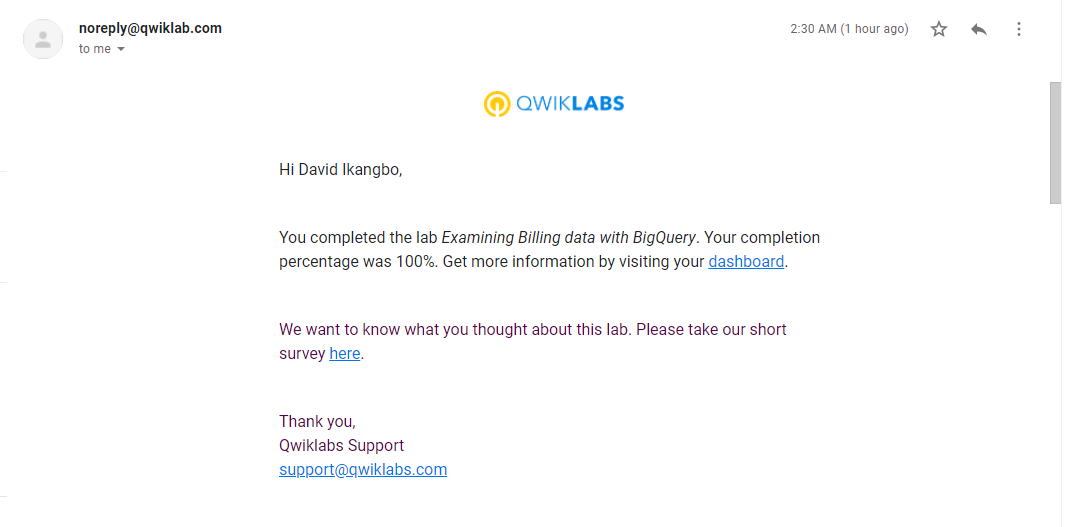 noreply@qwiklab.com
2:30 AM (1 hour ago)
to me
QWIKLABS
Hi David Ikangbo,
You completed the lab Examining Billing data with BigQuery. Your completion
percentage was 100%. Get more information by visiting your dashboard.
We want to know what you thought about this lab. Please take our short
survey here.
Thank you,
Qwiklabs Support
support@qwiklabs.com